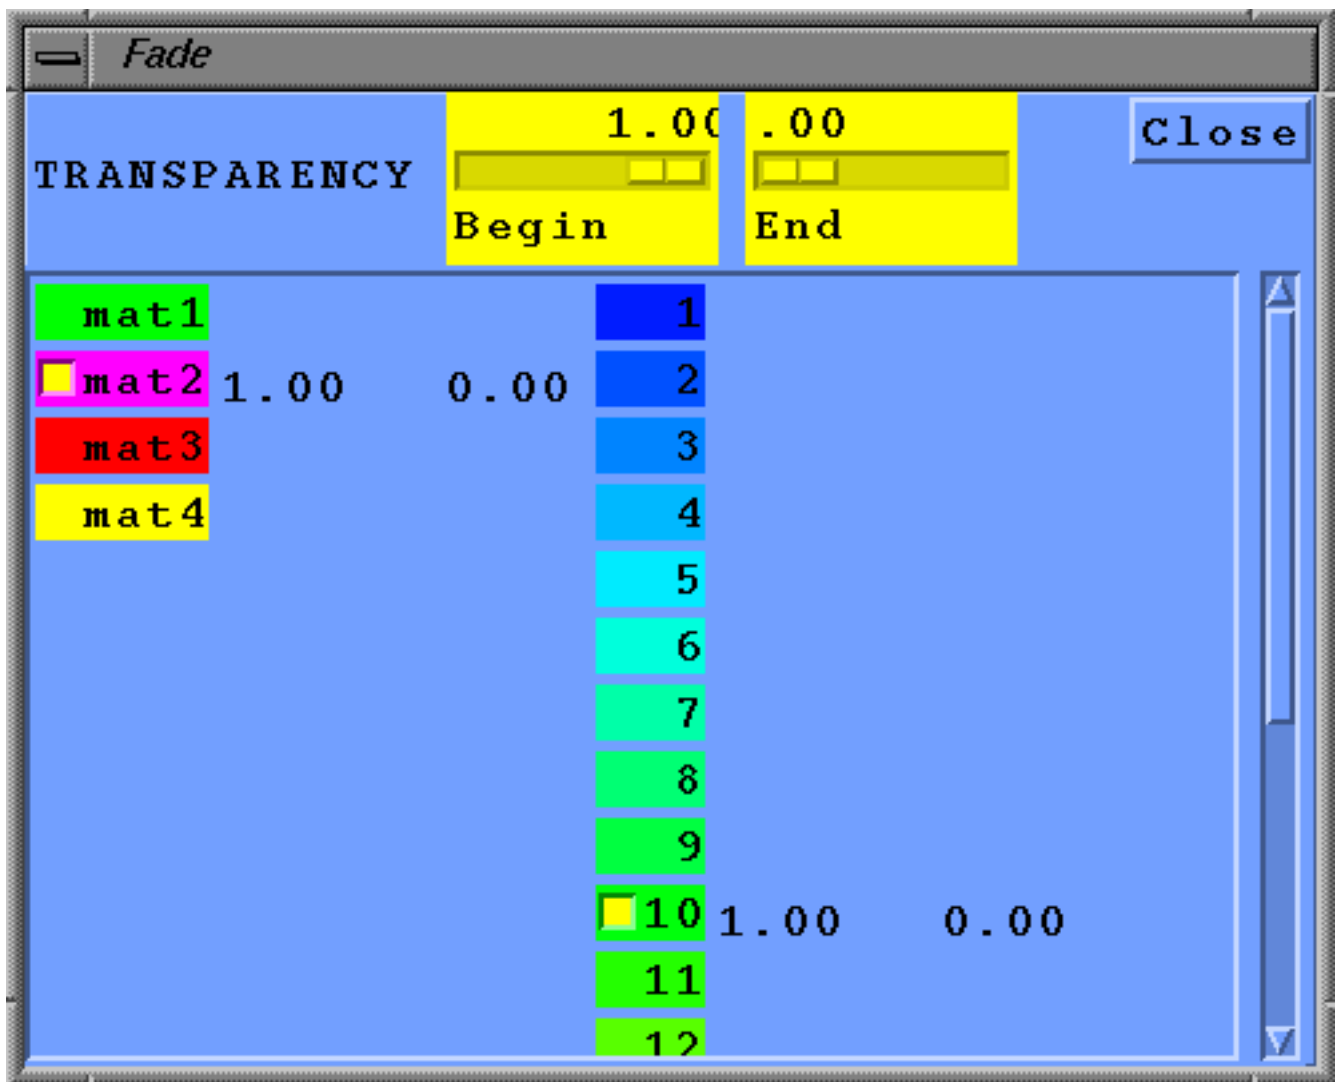 Fade
1.00 .00 Close
TRANSPARENCY
Begin End
mat1 1
mat2 1.00 0.00 2
mat3 3
mat4 4
5
6
7
8
9
10 1.00 0.00
11
12